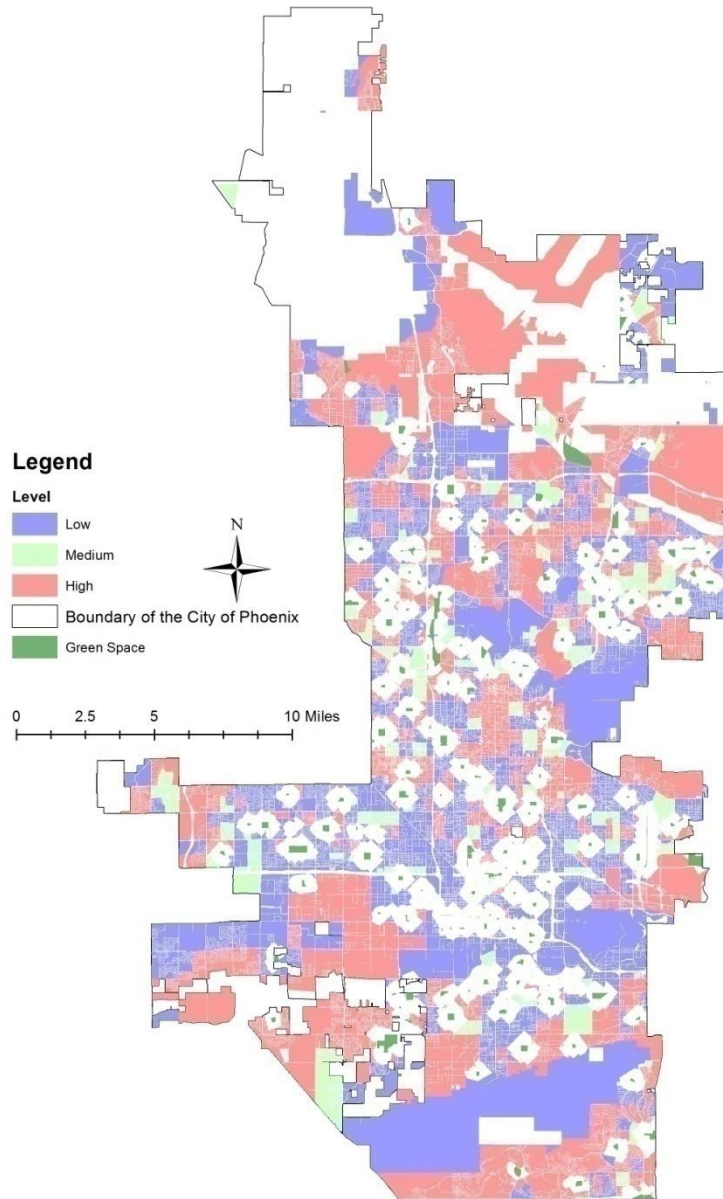 Legend
Level
Low
Medium
High
Boundary of the City of Phoenix
Green Space
N
0 2.5 5 10 Miles